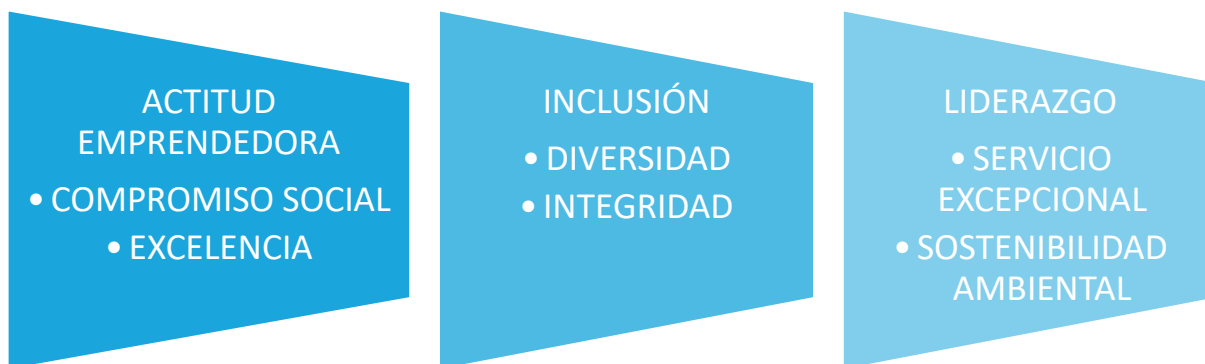 ACTITUD
EMPRENDEDORA
• COMPROMISO SOCIAL
• EXCELENCIA
INCLUSIÓN
• DIVERSIDAD
• INTEGRIDAD
LIDERAZGO
• SERVICIO
EXCEPCIONAL
• SOSTENIBILIDAD
AMBIENTAL